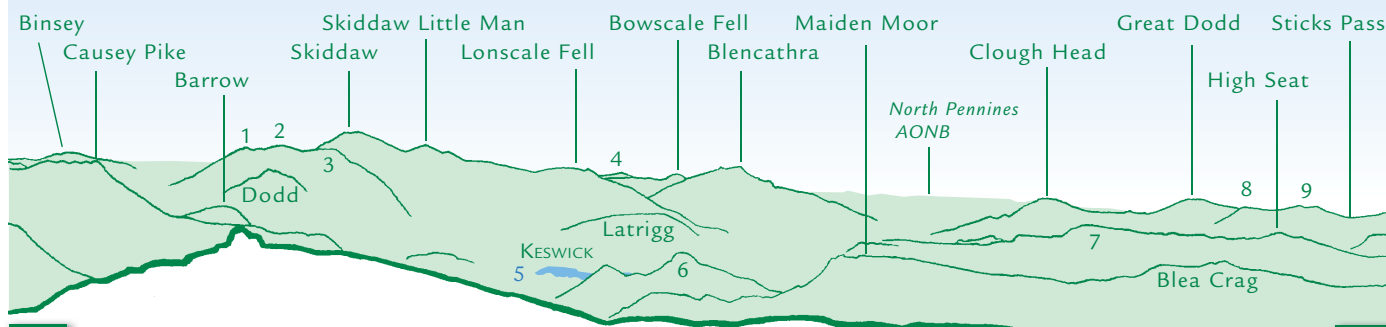 Binsey
Skiddaw Little Man
Bowscale Fell
Maiden Moor
Great Dodd
Sticks Pass
Causey Pike
Skiddaw
Lonscale Fell
Blencathra
Clough Head
Barrow
High Seat
North Pennines
AONB
1
2
3
4
8
9
Dodd
Latrigg
7
KESWICK
5
6
Blea Crag